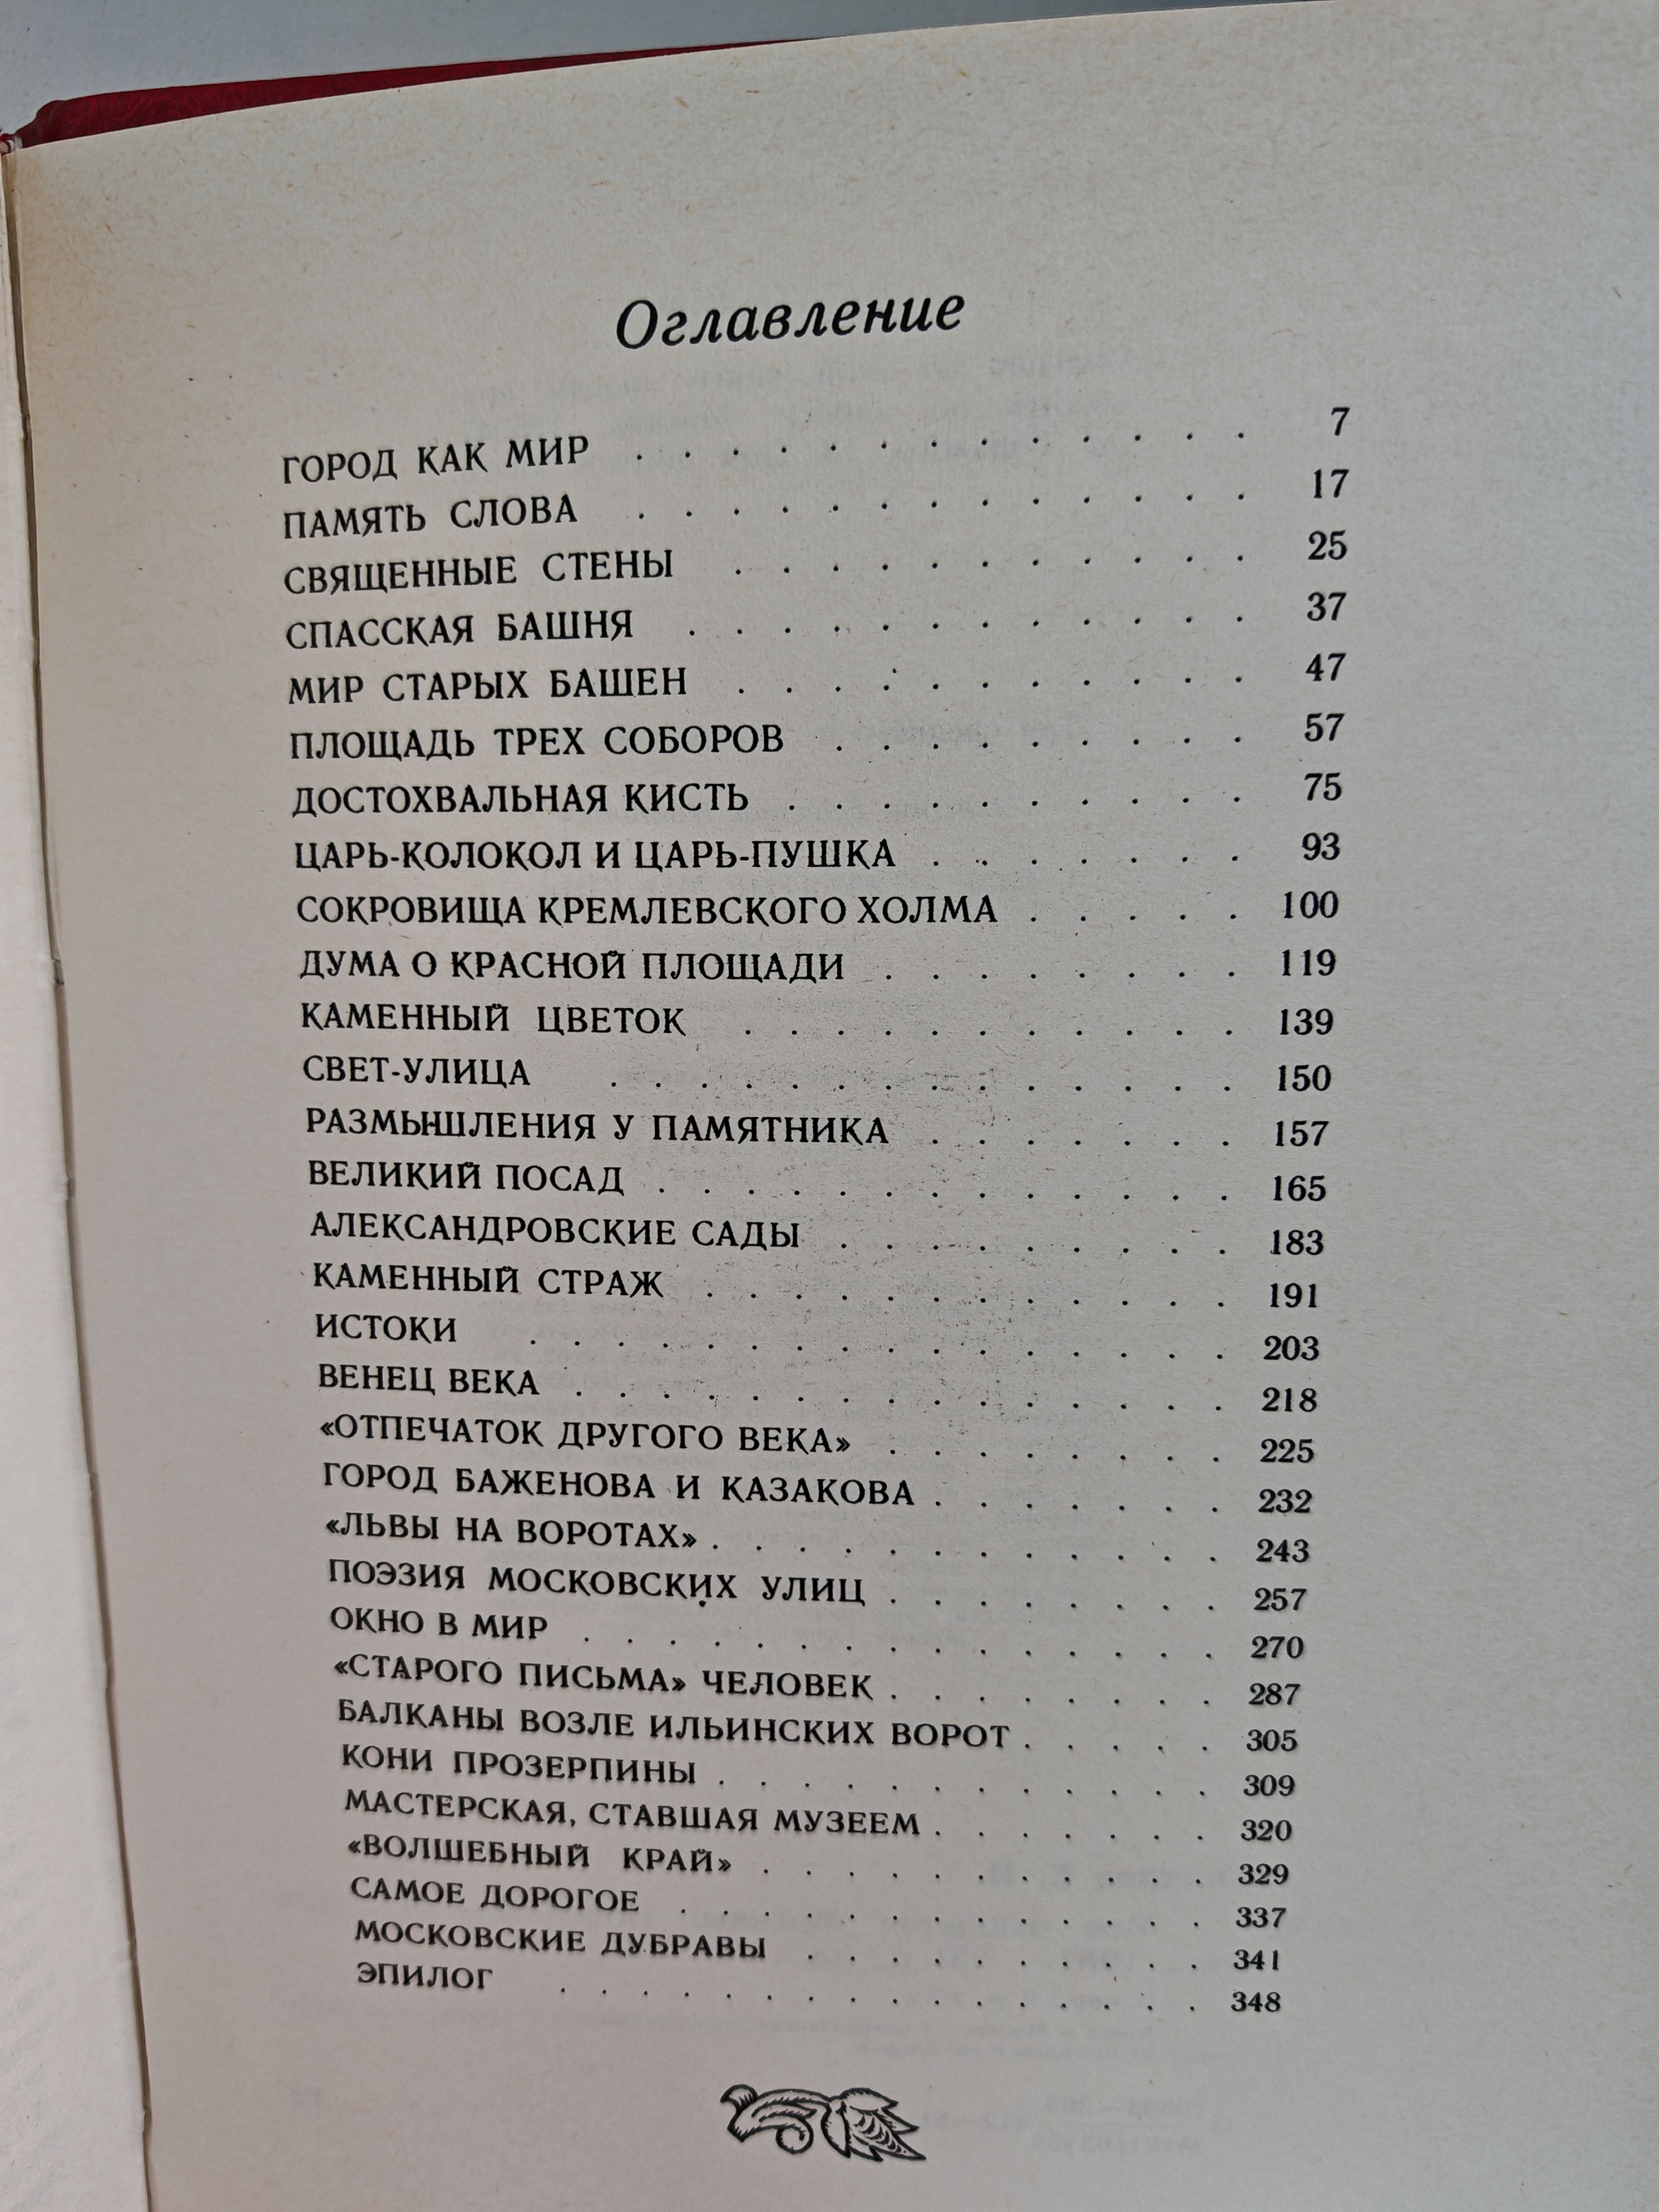 Оглавление
ГОРОД КАК МИР . . . . . . . . . . . . . 7
ПАМЯТЬ СЛОВА . . . . . . . . . . . . . 17
СВЯЩЕННЫЕ СТЕНЫ . . . . . . . . . . . 25
СПАССКАЯ БАШНЯ . . . . . . . . . . . . 37
МИР СТАРЫХ БАШЕН . . . . . . . . . . . 47
ПЛОЩАДЬ ТРЕХ СОБОРОВ . . . . . . . . . 57
ДОСТОХВАЛЬНАЯ КИСТЬ . . . . . . . . . . 75
ЦАРЬ-КОЛОКОЛ И ЦАРЬ-ПУШКА . . . . . . . 93
СОКРОВИЩА КРЕМЛЕВСКОГО ХОЛМА . . . . . 100
ДУМА О КРАСНОЙ ПЛОЩАДИ . . . . . . . . 119
КАМЕННЫЙ ЦВЕТОК . . . . . . . . . . . 139
СВЕТ-УЛИЦА . . . . . . . . . . . . . . 150
РАЗМЫШЛЕНИЯ У ПАМЯТНИКА . . . . . . . 157
ВЕЛИКИЙ ПОСАД . . . . . . . . . . . . . 165
АЛЕКСАНДРОВСКИЕ САДЫ . . . . . . . . . 183
КАМЕННЫЙ СТРАЖ . . . . . . . . . . . . 191
ИСТОКИ . . . . . . . . . . . . . . . . 203
ВЕНЕЦ ВЕКА . . . . . . . . . . . . . . . 218
«ОТПЕЧАТОК ДРУГОГО ВЕКА» . . . . . . . . 225
ГОРОД БАЖЕНОВА И КАЗАКОВА . . . . . . . 232
«ЛЬВЫ НА ВОРОТАХ» . . . . . . . . . . . . 243
ПОЭЗИЯ МОСКОВСКИХ УЛИЦ . . . . . . . . 257
ОКНО В МИР . . . . . . . . . . . . . . . 270
«СТАРОГО ПИСЬМА» ЧЕЛОВЕК . . . . . . . . 287
БАЛКАНЫ ВОЗЛЕ ИЛЬИНСКИХ ВОРОТ . . . . . 305
КОНИ ПРОЗЕРПИНЫ . . . . . . . . . . . . 309
МАСТЕРСКАЯ, СТАВШАЯ МУЗЕЕМ . . . . . . . 320
«ВОЛШЕБНЫЙ КРАЙ» . . . . . . . . . . . 329
САМОЕ ДОРОГОЕ . . . . . . . . . . . . . 337
МОСКОВСКИЕ ДУБРАВЫ . . . . . . . . . . 341
ЭПИЛОГ . . . . . . . . . . . . . . . . 348